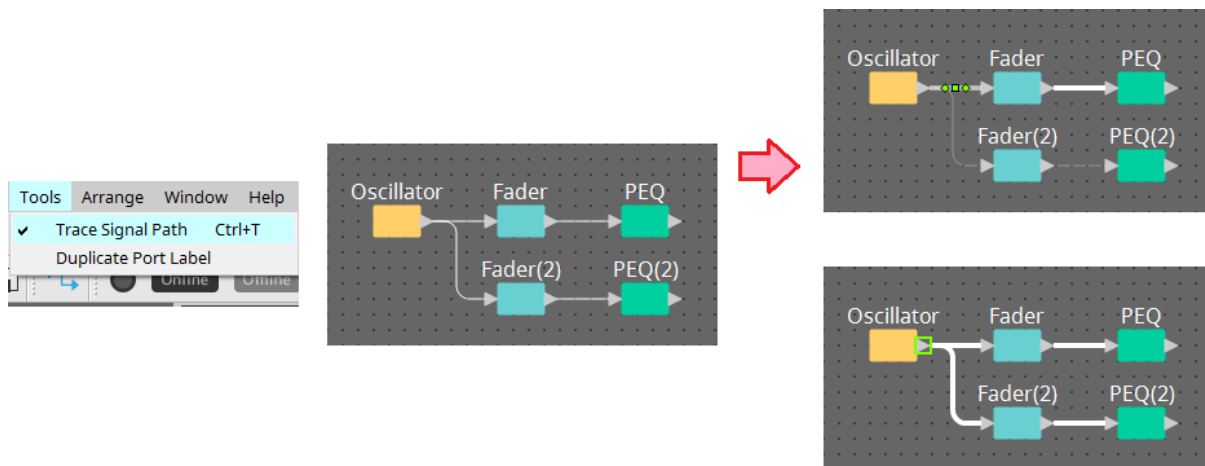 Tools Arrange Window Help
✓ Trace Signal Path Ctrl+T
Duplicate Port Label
Online Offline
Oscillator Fader PEQ
Fader(2) PEQ(2)
Oscillator Fader PEQ
Fader(2) PEQ(2)
Oscillator Fader PEQ
Fader(2) PEQ(2)